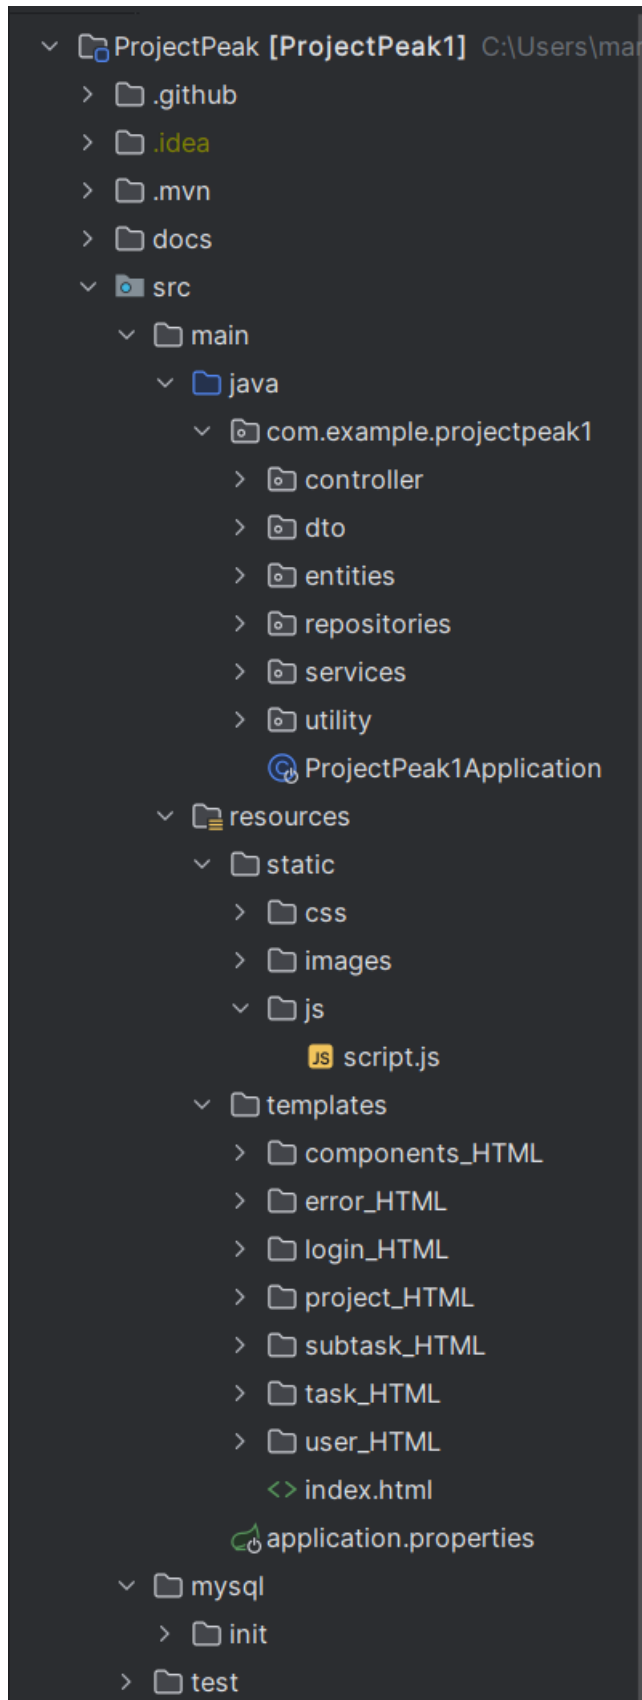 ProjectPeak [ProjectPeak1] C:\Users\mar
.github
.idea
.mvn
docs
src
main
java
com.example.projectpeak1
controller
dto
entities
repositories
services
utility
ProjectPeak1Application
resources
static
css
images
js
JS script.js
templates
components_HTML
error_HTML
login_HTML
project_HTML
subtask_HTML
task_HTML
user_HTML
<> index.html
application.properties
mysql
init
test